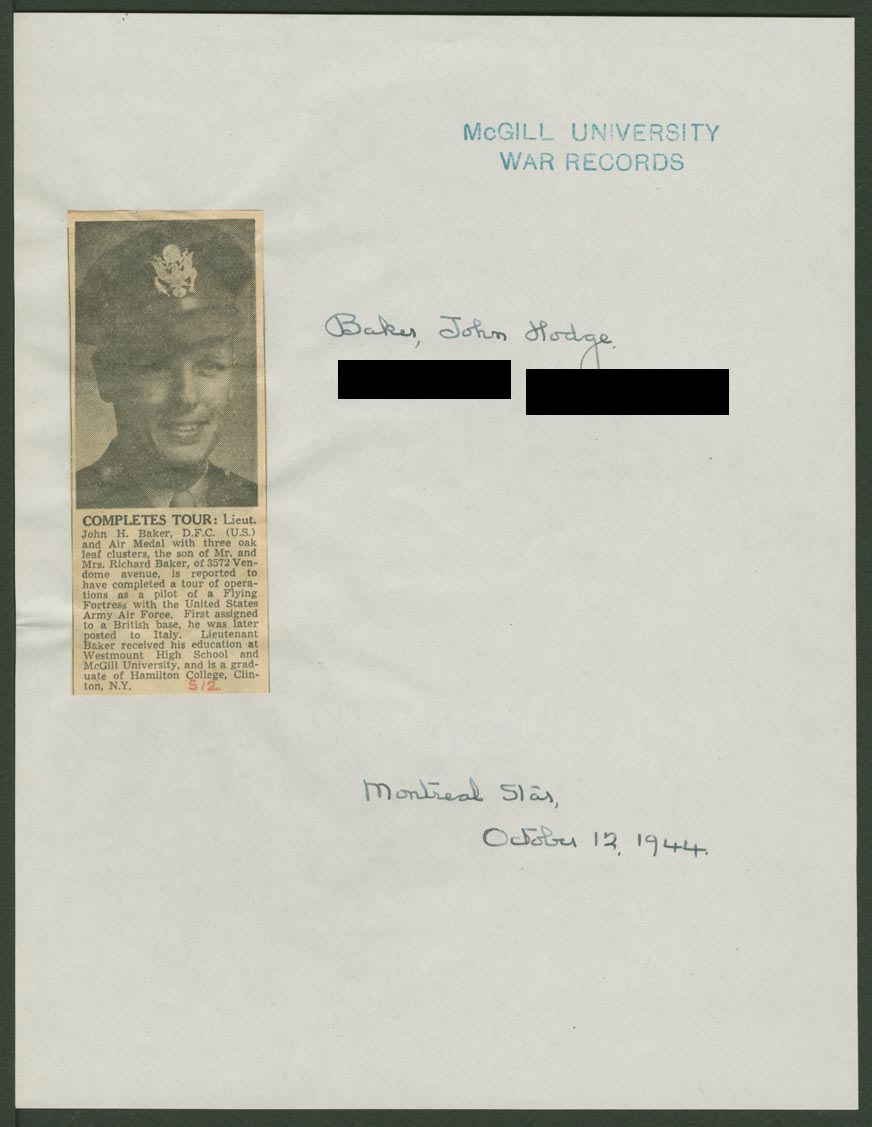 McGILL UNIVERSITY
WAR RECORDS
Baker, John Hodge.
COMPLETES TOUR: Lieut.
John H. Baker, D.F.C. (U.S.)
and Air Medal with three oak
leaf clusters, the son of Mr. and
Mrs. Richard Baker, of 3572 Ven-
dome avenue, is reported to
have completed a tour of opera-
tions as a pilot of a Flying
Fortress with the United States
Army Air Force. First assigned
to a British base, he was later
posted to Italy. Lieutenant
Baker received his education at
Westmount High School and
McGill University, and is a grad-
uate of Hamilton College, Clin-
ton, N.Y.
S12
Montreal Star,
October 12, 1944.